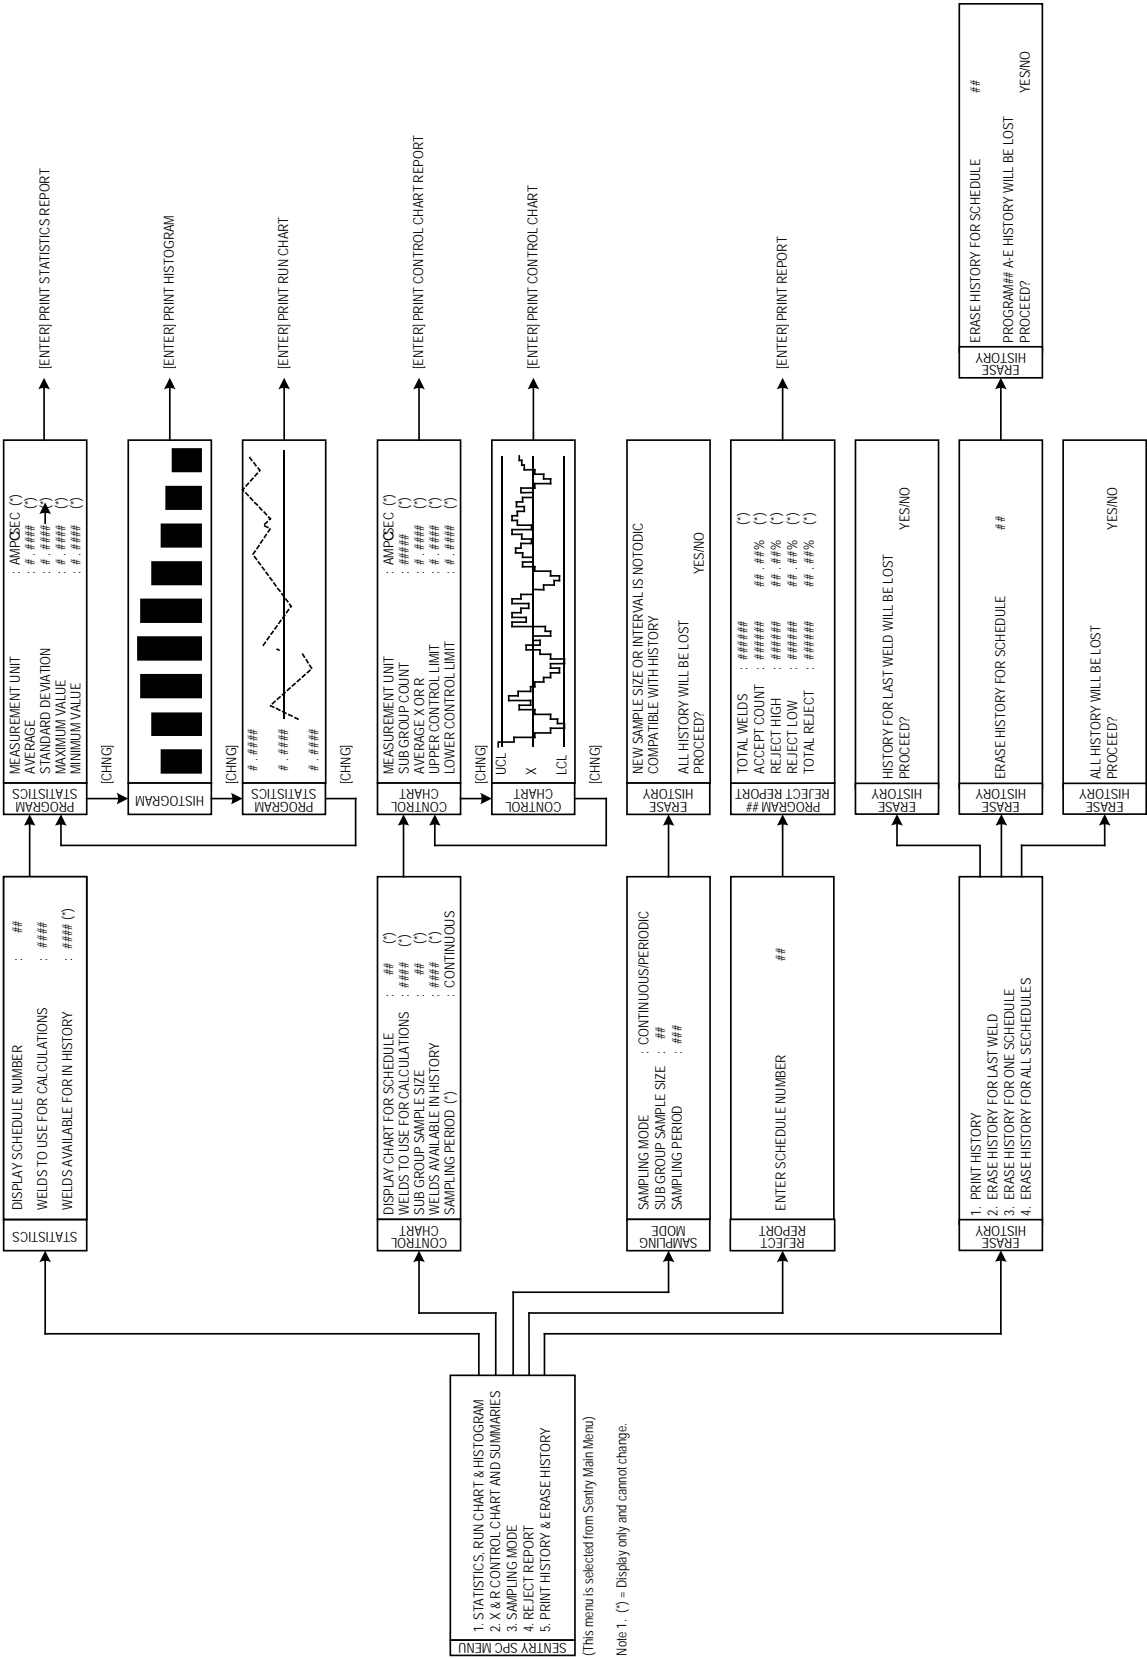 SENTRY SPC MENU
1. STATISTICS, RUN CHART & HISTOGRAM
2. X & R CONTROL CHART AND SUMMARIES
3. SAMPLING MODE
4. REJECT REPORT
5. PRINT HISTORY & ERASE HISTORY
(This menu is selected from Sentry Main Menu)
Note 1. (*) = Display only and cannot change.
STATISTICS
DISPLAY SCHEDULE NUMBER : ##
WELDS TO USE FOR CALCULATIONS : ####
WELDS AVAILABLE FOR IN HISTORY : #### (*)
PROGRAM
STATISTICS
MEASUREMENT UNIT : AMPCSEC (*)
AVERAGE : #.#### (*)
STANDARD DEVIATION : #.#### (*)
MAXIMUM VALUE : #.#### (*)
MINIMUM VALUE : #.#### (*)
[ENTER] PRINT STATISTICS REPORT
[CHNG]
HISTOGRAM
[ENTER] PRINT HISTOGRAM
[CHNG]
PROGRAM
STATISTICS
#.####
#.####
#.####
[ENTER] PRINT RUN CHART
[CHNG]
CONTROL
CHART
DISPLAY CHART FOR SCHEDULE : ## (*)
WELDS TO USE FOR CALCULATIONS : #### (*)
SUB GROUP SAMPLE SIZE : ## (*)
WELDS AVAILABLE IN HISTORY : #### (*)
SAMPLING PERIOD (*) : CONTINUOUS
CONTROL
CHART
MEASUREMENT UNIT : AMPCSEC (*)
SUB GROUP COUNT : ##### (*)
AVERAGE X OR R : #.#### (*)
UPPER CONTROL LIMIT : #.#### (*)
LOWER CONTROL LIMIT : #.#### (*)
[ENTER] PRINT CONTROL CHART REPORT
[CHNG]
CONTROL
CHART
UCL
X
LCL
[ENTER] PRINT CONTROL CHART
[CHNG]
SAMPLING
MODE
SAMPLING MODE : CONTINUOUS/PERIODIC
SUB GROUP SAMPLE SIZE : ##
SAMPLING PERIOD : ###
ERASE
HISTORY
NEW SAMPLE SIZE OR INTERVAL IS NOTODIC
COMPATIBLE WITH HISTORY
ALL HISTORY WILL BE LOST
PROCEED? YES/NO
REJECT
REPORT
ENTER SCHEDULE NUMBER ##
PROGRAM ##
REJECT REPORT
TOTAL WELDS : ###### (*)
ACCEPT COUNT : ###### ##.##% (*)
REJECT HIGH : ###### ##.##% (*)
REJECT LOW : ###### ##.##% (*)
TOTAL REJECT : ###### ##.##% (*)
[ENTER] PRINT REPORT
ERASE
HISTORY
1. PRINT HISTORY
2. ERASE HISTORY FOR LAST WELD
3. ERASE HISTORY FOR ONE SCHEDULE
4. ERASE HISTORY FOR ALL SECHEDULES
ERASE
HISTORY
HISTORY FOR LAST WELD WILL BE LOST
PROCEED? YES/NO
ERASE
HISTORY
ERASE HISTORY FOR SCHEDULE ##
ERASE
HISTORY
ERASE HISTORY FOR SCHEDULE ##
PROGRAM## A-E HISTORY WILL BE LOST
PROCEED? YES/NO
ERASE
HISTORY
ALL HISTORY WILL BE LOST
PROCEED? YES/NO